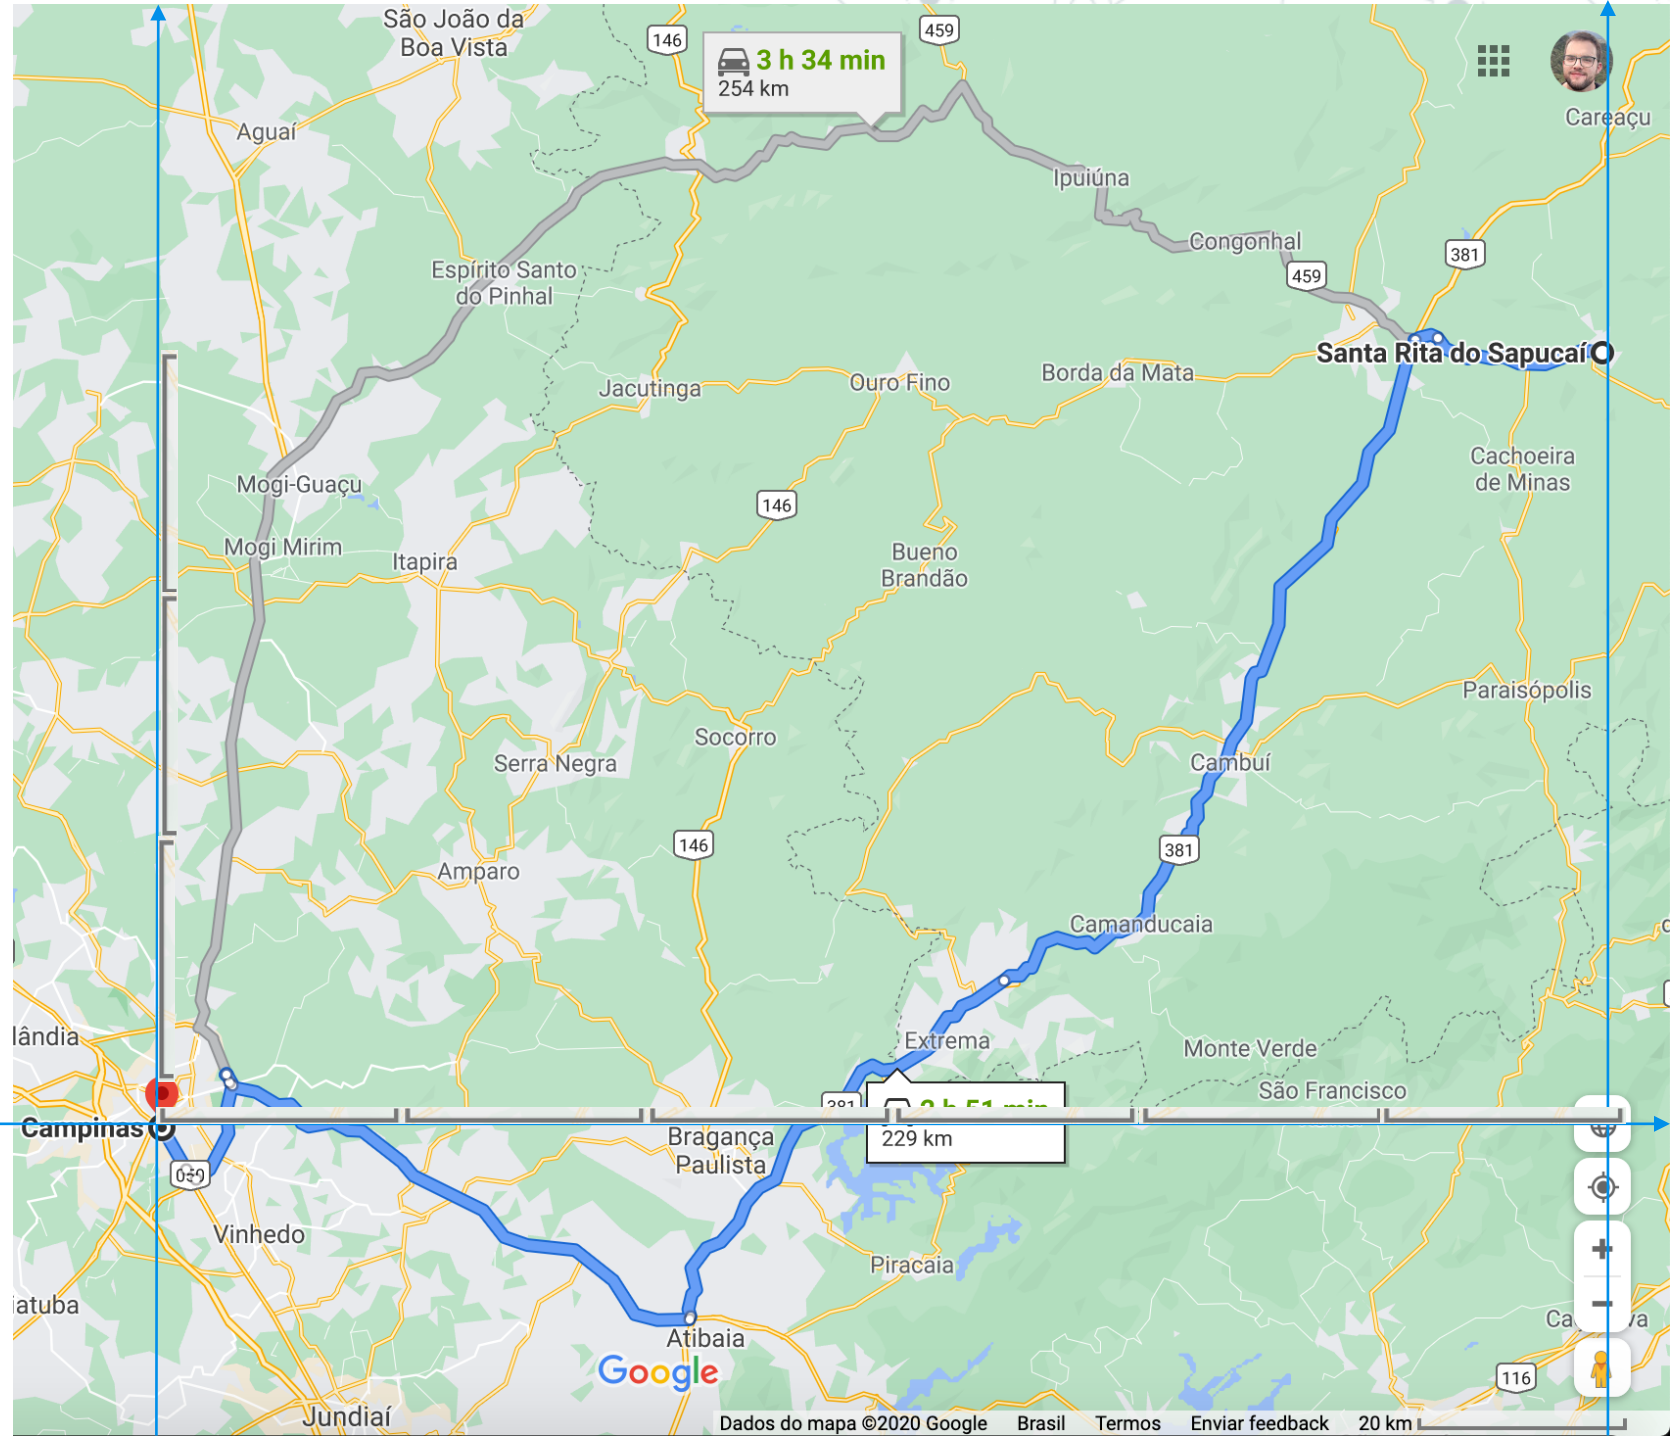 São João da
Boa Vista
146
459
3 h 34 min
254 km
Careaçu
Aguaí
Ipuiúna
Congonhal
381
459
Espírito Santo
do Pinhal
Santa Rita do Sapucaí
Jacutinga
Ouro Fino
Borda da Mata
Cachoeira
de Minas
Mogi-Guaçu
146
Mogi Mirim
Itapira
Bueno
Brandão
Paraisópolis
Socorro
Serra Negra
Cambuí
146
381
Amparo
Camanducaia
lândia
Extrema
Monte Verde
São Francisco
381
2 h 51 min
229 km
Campinas
Bragança
Paulista
Vinhedo
Piracaia
iatuba
Atibaia
Google
116
Jundiaí
Dados do mapa ©2020 Google Brasil Termos Enviar feedback 20 km